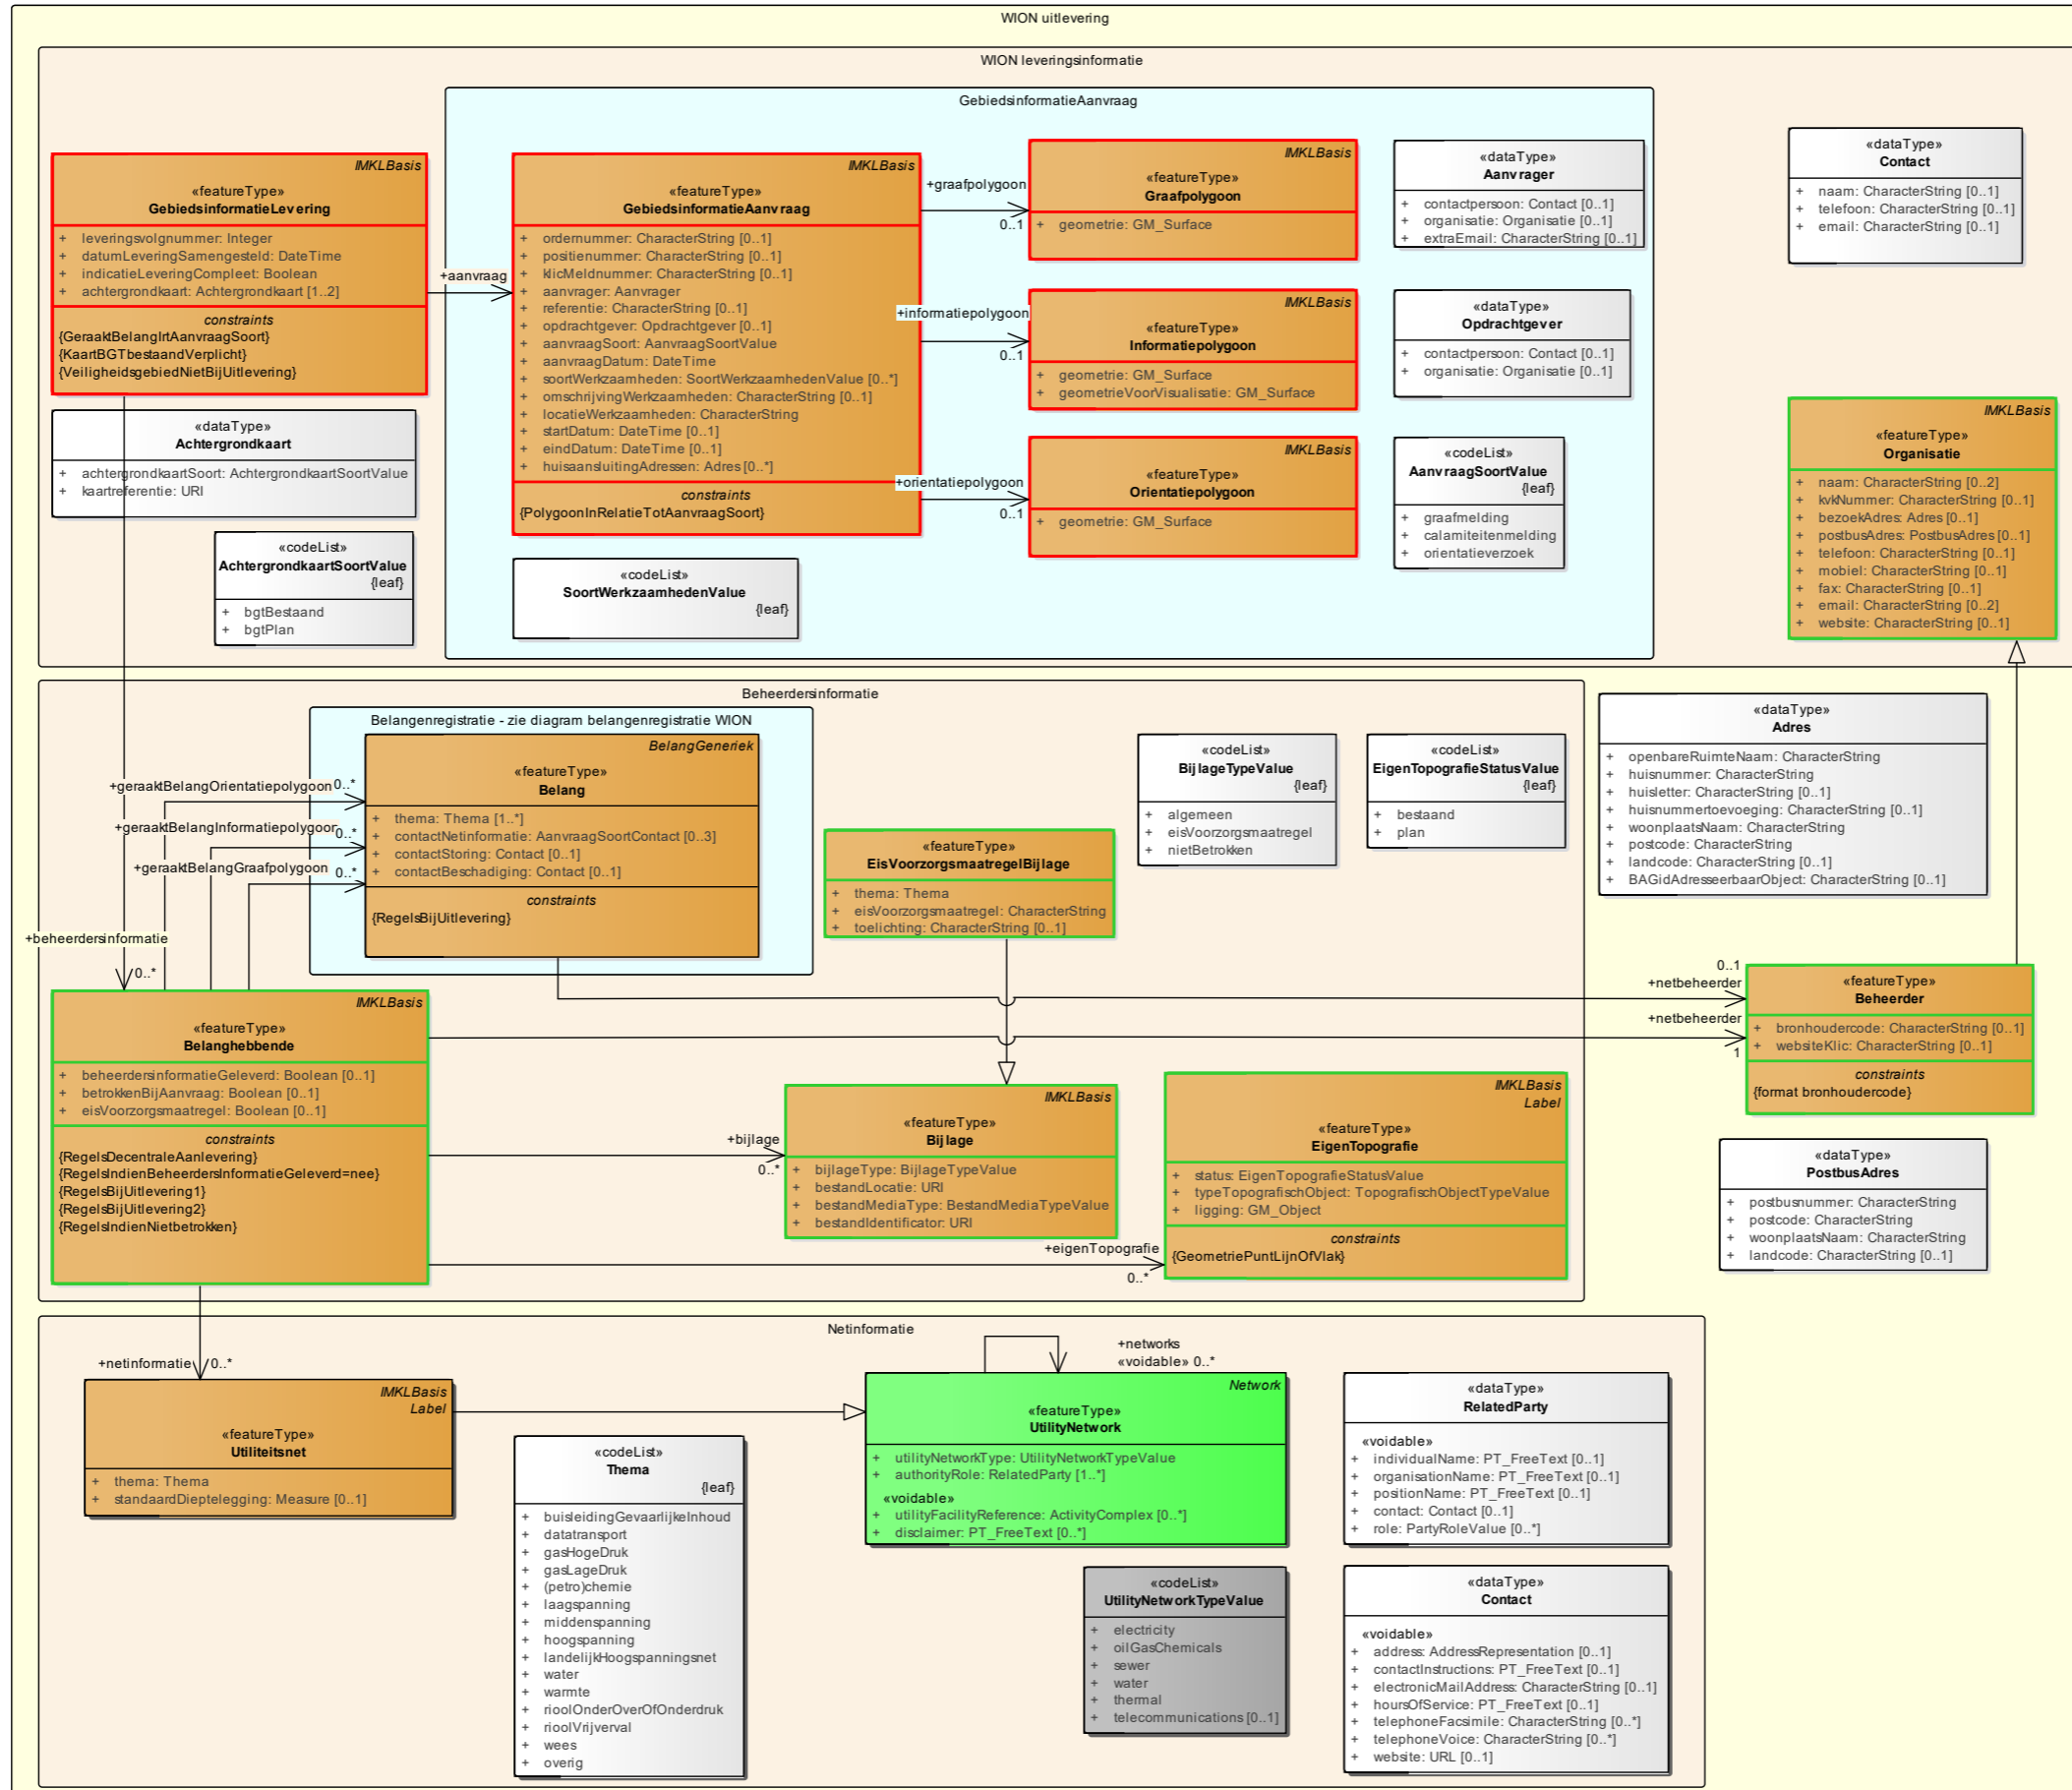 WION uitlevering
WION leveringsinformatie
GebiedsinformatieAanvraag
IMKLBasis
«featureType»
GebiedsinformatieLevering
+ leveringsvolgnummer: Integer
+ datumLeveringSamengesteld: DateTime
+ indicatieLeveringCompleet: Boolean
+ achtergrondkaart: Achtergrondkaart [1..2]
constraints
{GeraaktBelangIrtAanvraagSoort}
{KaartBGTbestaandVerplicht}
{VeiligheidsgebiedNietBijUitlevering}
+aanvraag
IMKLBasis
«featureType»
GebiedsinformatieAanvraag
+ ordernummer: CharacterString [0..1]
+ positienummer: CharacterString [0..1]
+ klicMeldnummer: CharacterString [0..1]
+ aanvrager: Aanvrager
+ referentie: CharacterString [0..1]
+ opdrachtgever: Opdrachtgever [0..1]
+ aanvraagSoort: AanvraagSoortValue
+ aanvraagDatum: DateTime
+ soortWerkzaamheden: SoortWerkzaamhedenValue [0..*]
+ omschrijvingWerkzaamheden: CharacterString [0..1]
+ locatieWerkzaamheden: CharacterString
+ startDatum: DateTime [0..1]
+ eindDatum: DateTime [0..1]
+ huisaansluitingAdressen: Adres [0..*]
constraints
{PolygoonInRelatieTotAanvraagSoort}
+graafpolygoon
0..1
IMKLBasis
«featureType»
Graafpolygoon
+ geometrie: GM_Surface
+informatiepolygoon
0..1
IMKLBasis
«featureType»
Informatiepolygoon
+ geometrie: GM_Surface
+ geometrieVoorVisualisatie: GM_Surface
+orientatiepolygoon
0..1
IMKLBasis
«featureType»
Orientatiepolygoon
+ geometrie: GM_Surface
«dataType»
Aanvrager
+ contactpersoon: Contact [0..1]
+ organisatie: Organisatie [0..1]
+ extraEmail: CharacterString [0..1]
«dataType»
Opdrachtgever
+ contactpersoon: Contact [0..1]
+ organisatie: Organisatie [0..1]
«codeList»
AanvraagSoortValue
{leaf}
+ graafmelding
+ calamiteitenmelding
+ orientatieverzoek
«dataType»
Contact
+ naam: CharacterString [0..1]
+ telefoon: CharacterString [0..1]
+ email: CharacterString [0..1]
IMKLBasis
«featureType»
Organisatie
+ naam: CharacterString [0..2]
+ kvkNummer: CharacterString [0..1]
+ bezoekAdres: Adres [0..1]
+ postbusAdres: PostbusAdres [0..1]
+ telefoon: CharacterString [0..1]
+ mobiel: CharacterString [0..1]
+ fax: CharacterString [0..1]
+ email: CharacterString [0..2]
+ website: CharacterString [0..1]
«dataType»
Achtergrondkaart
+ achtergrondkaartSoort: AchtergrondkaartSoortValue
+ kaartreferentie: URI
«codeList»
AchtergrondkaartSoortValue
{leaf}
+ bgtBestaand
+ bgtPlan
«codeList»
SoortWerkzaamhedenValue
{leaf}
Beheerdersinformatie
Belangenregistratie - zie diagram belangenregistratie WION
BelangGeneriek
«featureType»
Belang
+ thema: Thema [1..*]
+ contactNetinformatie: AanvraagSoortContact [0..3]
+ contactStoring: Contact [0..1]
+ contactBeschadiging: Contact [0..1]
constraints
{RegelsBijUitlevering}
+geraaktBelangOrientatiepolygoon
0..*
+geraaktBelangInformatiepolygoon
0..*
+geraaktBelangGraafpolygoon
0..*
+beheerdersinformatie
0..*
«featureType»
EisVoorzorgsmaatregelBijlage
+ thema: Thema
+ eisVoorzorgsmaatregel: CharacterString
+ toelichting: CharacterString [0..1]
«codeList»
BijlageTypeValue
{leaf}
+ algemeen
+ eisVoorzorgsmaatregel
+ nietBetrokken
«codeList»
EigenTopografieStatusValue
{leaf}
+ bestaand
+ plan
«dataType»
Adres
+ openbareRuimteNaam: CharacterString
+ huisnummer: CharacterString
+ huisletter: CharacterString [0..1]
+ huisnummertoevoeging: CharacterString [0..1]
+ woonplaatsNaam: CharacterString
+ postcode: CharacterString
+ landcode: CharacterString [0..1]
+ BAGidAdresseerbaarObject: CharacterString [0..1]
IMKLBasis
«featureType»
Belanghebbende
+ beheerdersinformatieGeleverd: Boolean [0..1]
+ betrokkenBijAanvraag: Boolean [0..1]
+ eisVoorzorgsmaatregel: Boolean [0..1]
constraints
{RegelsDecentraleAanlevering}
{RegelsIndienBeheerdersInformatieGeleverd=nee}
{RegelsBijUitlevering1}
{RegelsBijUitlevering2}
{RegelsIndienNietbetrokken}
0..1
+netbeheerder
+netbeheerder
1
«featureType»
Beheerder
+ bronhoudercode: CharacterString [0..1]
+ websiteKlic: CharacterString [0..1]
constraints
{format bronhoudercode}
+bijlage
0..*
IMKLBasis
«featureType»
Bijlage
+ bijlageType: BijlageTypeValue
+ bestandLocatie: URI
+ bestandMediaType: BestandMediaTypeValue
+ bestandIdentificator: URI
+eigenTopografie
0..*
IMKLBasis
Label
«featureType»
EigenTopografie
+ status: EigenTopografieStatusValue
+ typeTopografischObject: TopografischObjectTypeValue
+ ligging: GM_Object
constraints
{GeometriePuntLijnOfVlak}
«dataType»
PostbusAdres
+ postbusnummer: CharacterString
+ postcode: CharacterString
+ woonplaatsNaam: CharacterString
+ landcode: CharacterString [0..1]
Netinformatie
+netinformatie
0..*
IMKLBasis
Label
«featureType»
Utiliteitsnet
+ thema: Thema
+ standaardDieptelegging: Measure [0..1]
«codeList»
Thema
{leaf}
+ buisleidingGevaarlijkeInhoud
+ datatransport
+ gasHogeDruk
+ gasLageDruk
+ (petro)chemie
+ laagspanning
+ middenspanning
+ hoogspanning
+ landelijkHoogspanningsnet
+ water
+ warmte
+ rioolOnderOverOfOnderdruk
+ rioolVrijverval
+ wees
+ overig
+networks
«voidable» 0..*
Network
«featureType»
UtilityNetwork
+ utilityNetworkType: UtilityNetworkTypeValue
+ authorityRole: RelatedParty [1..*]
«voidable»
+ utilityFacilityReference: ActivityComplex [0..*]
+ disclaimer: PT_FreeText [0..*]
«codeList»
UtilityNetworkTypeValue
+ electricity
+ oilGasChemicals
+ sewer
+ water
+ thermal
+ telecommunications [0..1]
«dataType»
RelatedParty
«voidable»
+ individualName: PT_FreeText [0..1]
+ organisationName: PT_FreeText [0..1]
+ positionName: PT_FreeText [0..1]
+ contact: Contact [0..1]
+ role: PartyRoleValue [0..*]
«dataType»
Contact
«voidable»
+ address: AddressRepresentation [0..1]
+ contactInstructions: PT_FreeText [0..1]
+ electronicMailAddress: CharacterString [0..1]
+ hoursOfService: PT_FreeText [0..1]
+ telephoneFacsimile: CharacterString [0..*]
+ telephoneVoice: CharacterString [0..*]
+ website: URL [0..1]